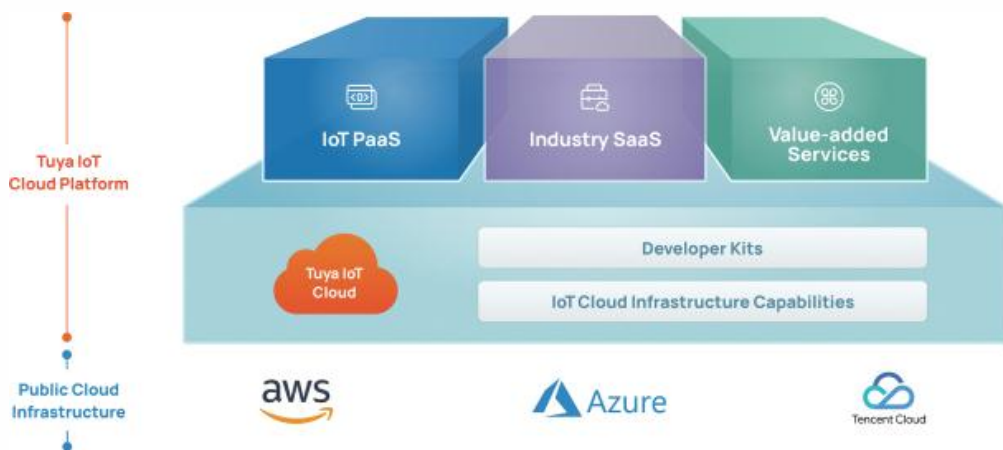 IoT PaaS
Industry SaaS
Value-added
Services
Tuya IoT
Cloud Platform
Tuya IoT
Cloud
Developer Kits
IoT Cloud Infrastructure Capabilities
Public Cloud
Infrastructure
aws
Azure
Tencent Cloud